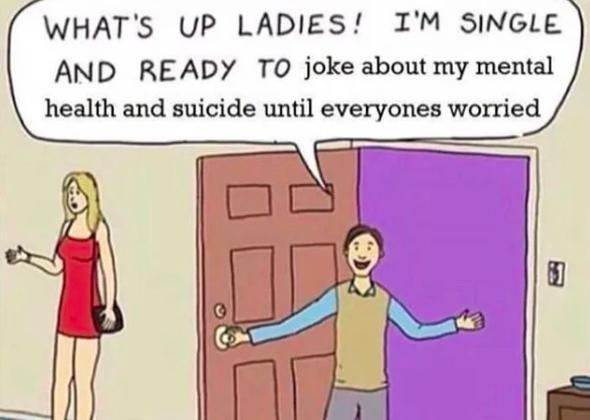 WHAT'S UP LADIES! I'M SINGLE
AND READY TO joke about my mental
health and suicide until everyones worried